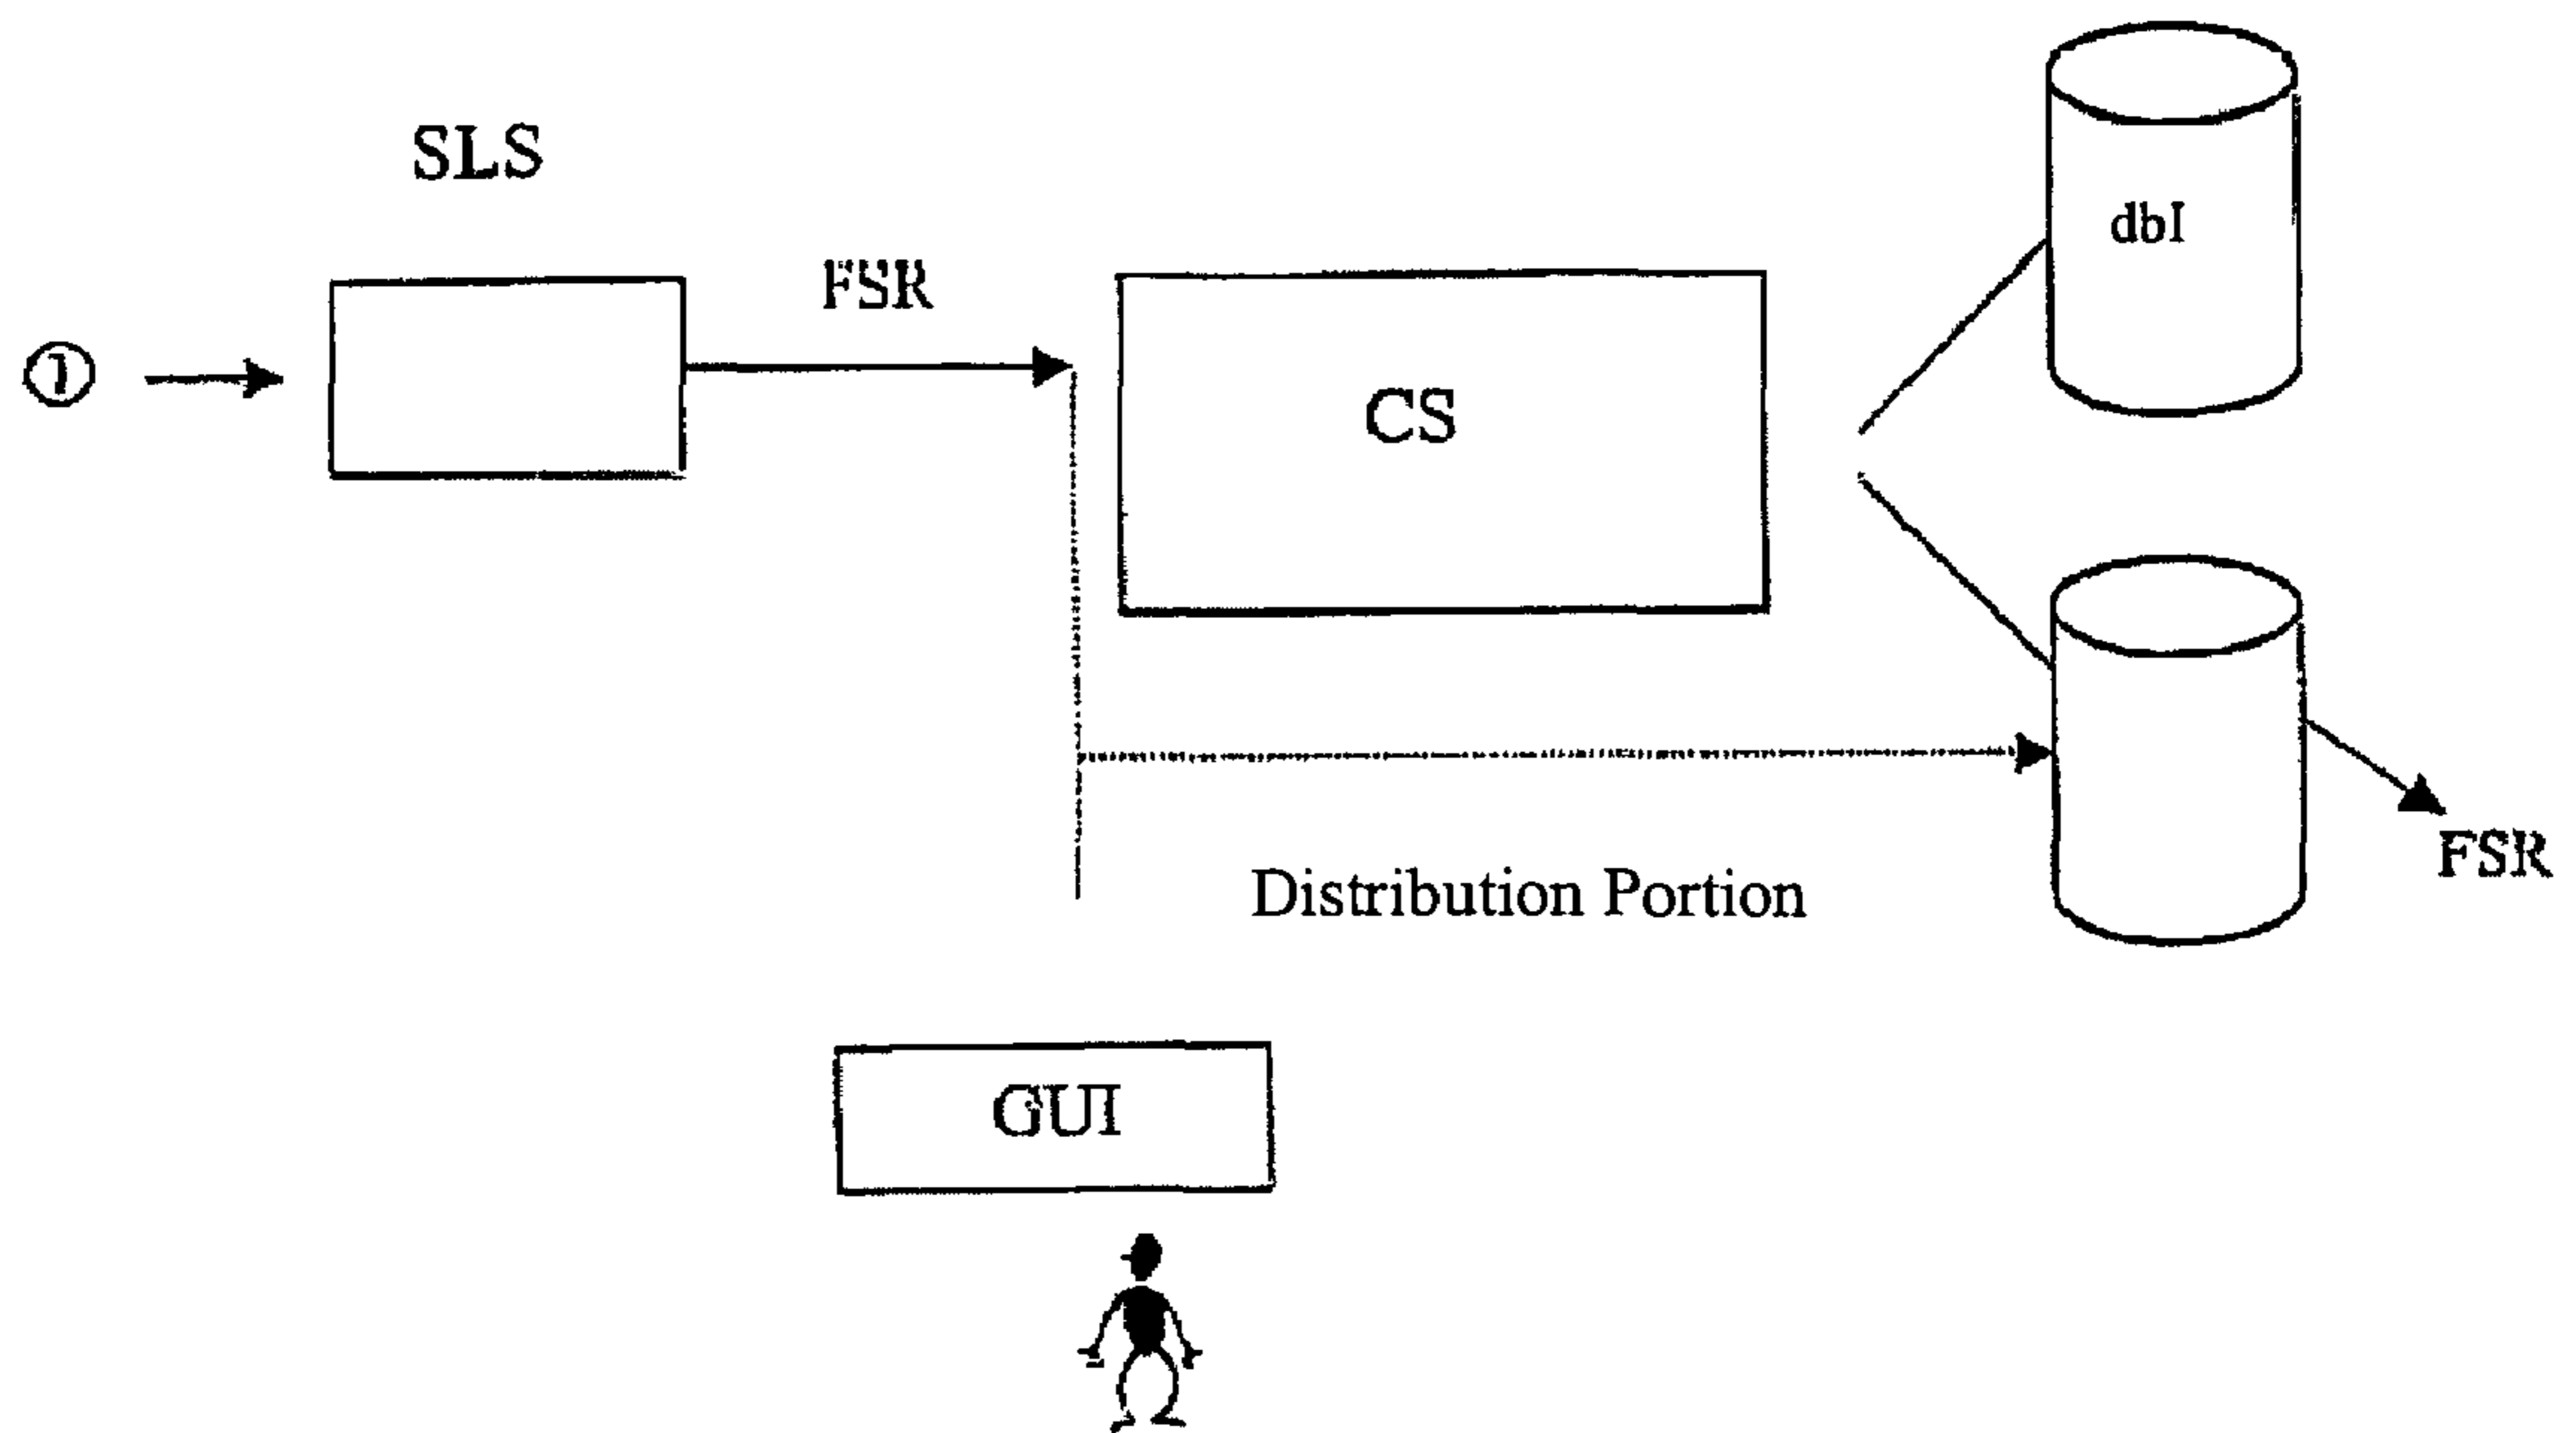 SLS
FSR
①
CS
dbI
Distribution Portion
FSR
GUI